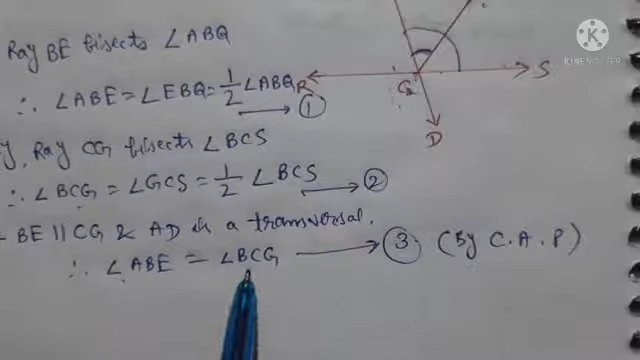 Ray BE bisects ∠ABQ
∴ ∠ABE = ∠EBQ = 1/2 ∠ABQ → ①
y, Ray CG bisects ∠BCS
∴ ∠BCG = ∠GCS = 1/2 ∠BCS → ②
BE || CG & AD is a transversal.
∴ ∠ABE = ∠BCG → ③ (By C.A.P)
R
S
D
KINEMASTER